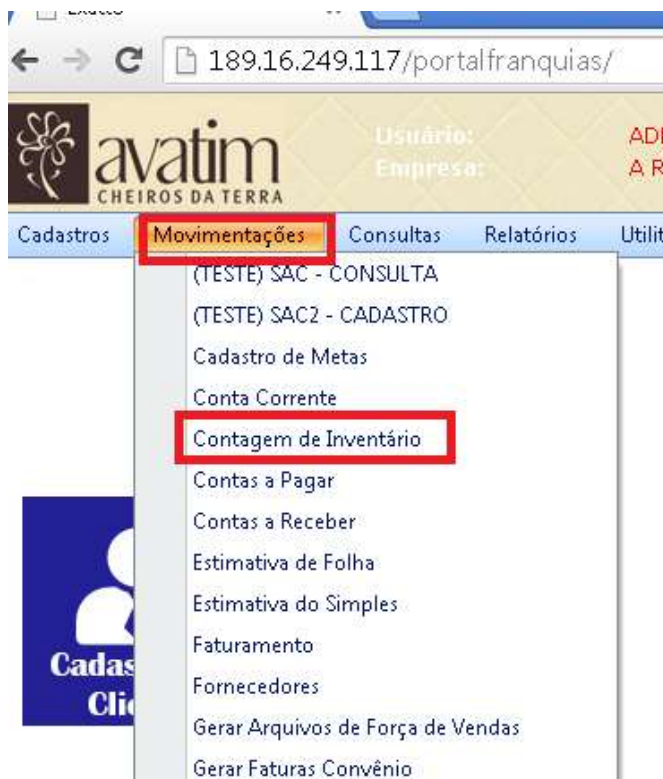 189.16.249.117/portalfranquias/
avatim
CHEIROS DA TERRA
Usuário:
Empresa:
Cadastros Movimentações Consultas Relatórios
(TESTE) SAC - CONSULTA
(TESTE) SAC2 - CADASTRO
Cadastro de Metas
Conta Corrente
Contagem de Inventário
Contas a Pagar
Contas a Receber
Estimativa de Folha
Estimativa do Simples
Faturamento
Fornecedores
Gerar Arquivos de Força de Vendas
Gerar Faturas Convênio
Cadas
Cli